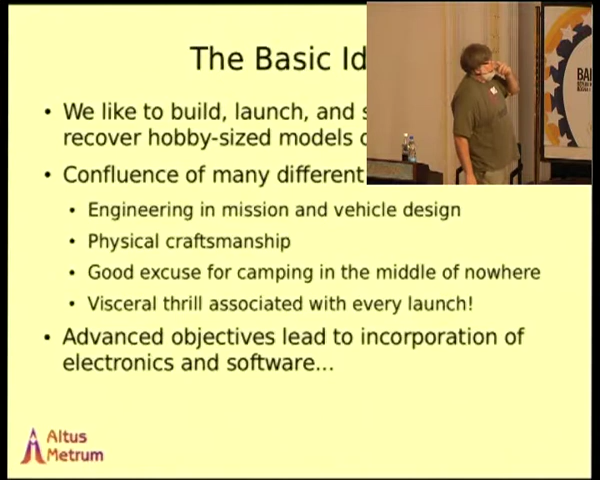 The Basic
• We like to build, launch, and
recover hobby-sized models
• Confluence of many different
• Engineering in mission and vehicle design
• Physical craftsmanship
• Good excuse for camping in the middle of nowhere
• Visceral thrill associated with every launch!
• Advanced objectives lead to incorporation of
electronics and software...
Altus
Metrum